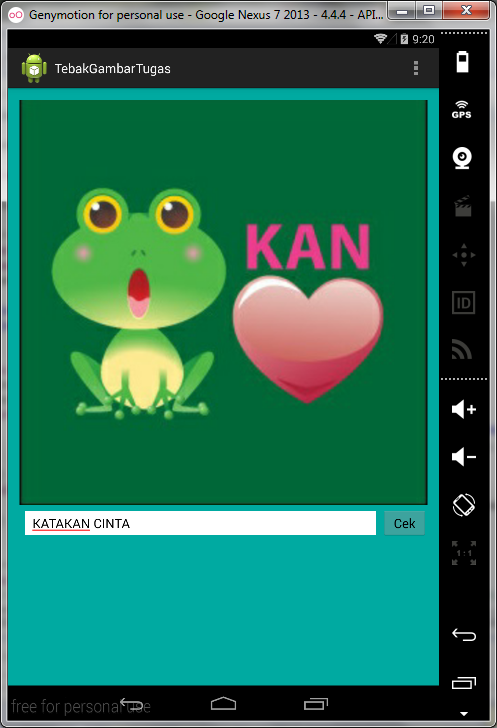 Genymotion for personal use - Google Nexus 7 2013 - 4.4.4 - API...
9:20
TebakGambarTugas
GPS
KAN
ID
KATAKAN CINTA
Cek
1:1
free for personal use